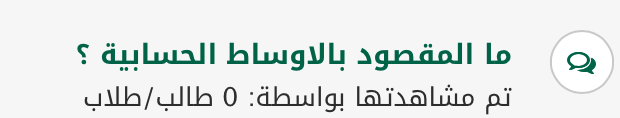 ما المقصود بالاوساط الحسابية ؟
تم مشاهدتها بواسطة: 0 طالب/طلاب